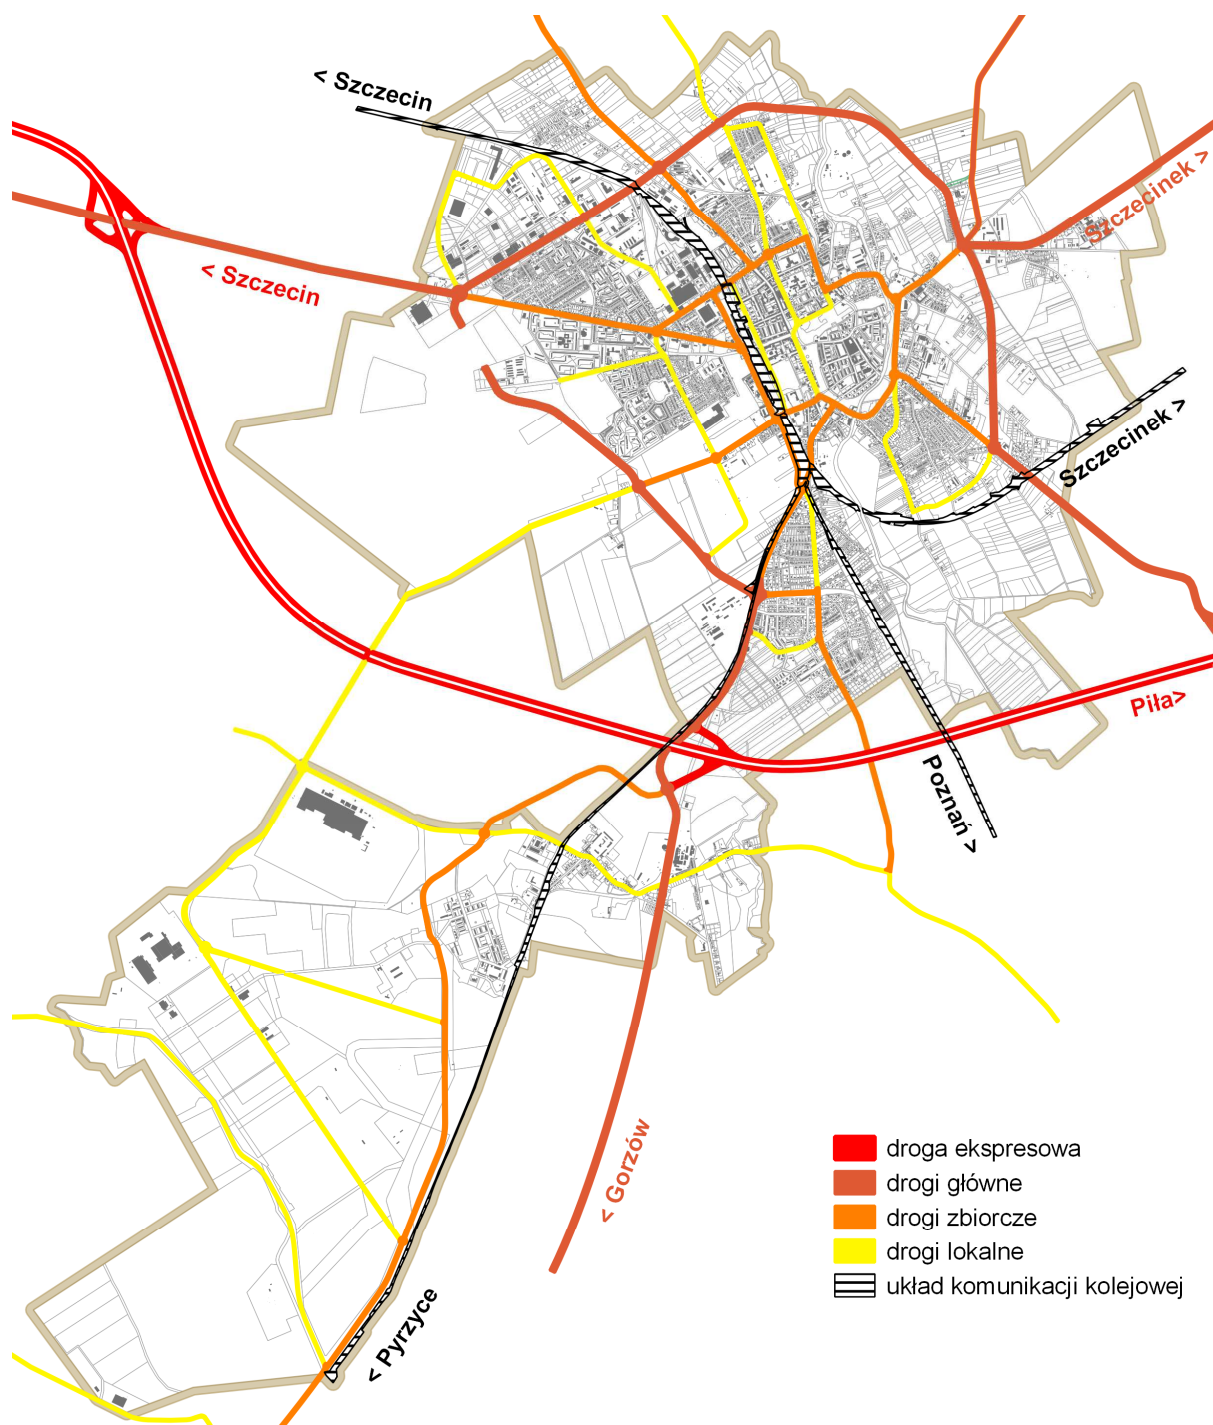 < Szczecin
Szczecinek >
< Szczecin
Szczecinek >
Piła>
Poznań >
< Gorzów
< Pyrzyce
droga ekspresowa
drogi główne
drogi zbiorcze
drogi lokalne
układ komunikacji kolejowej